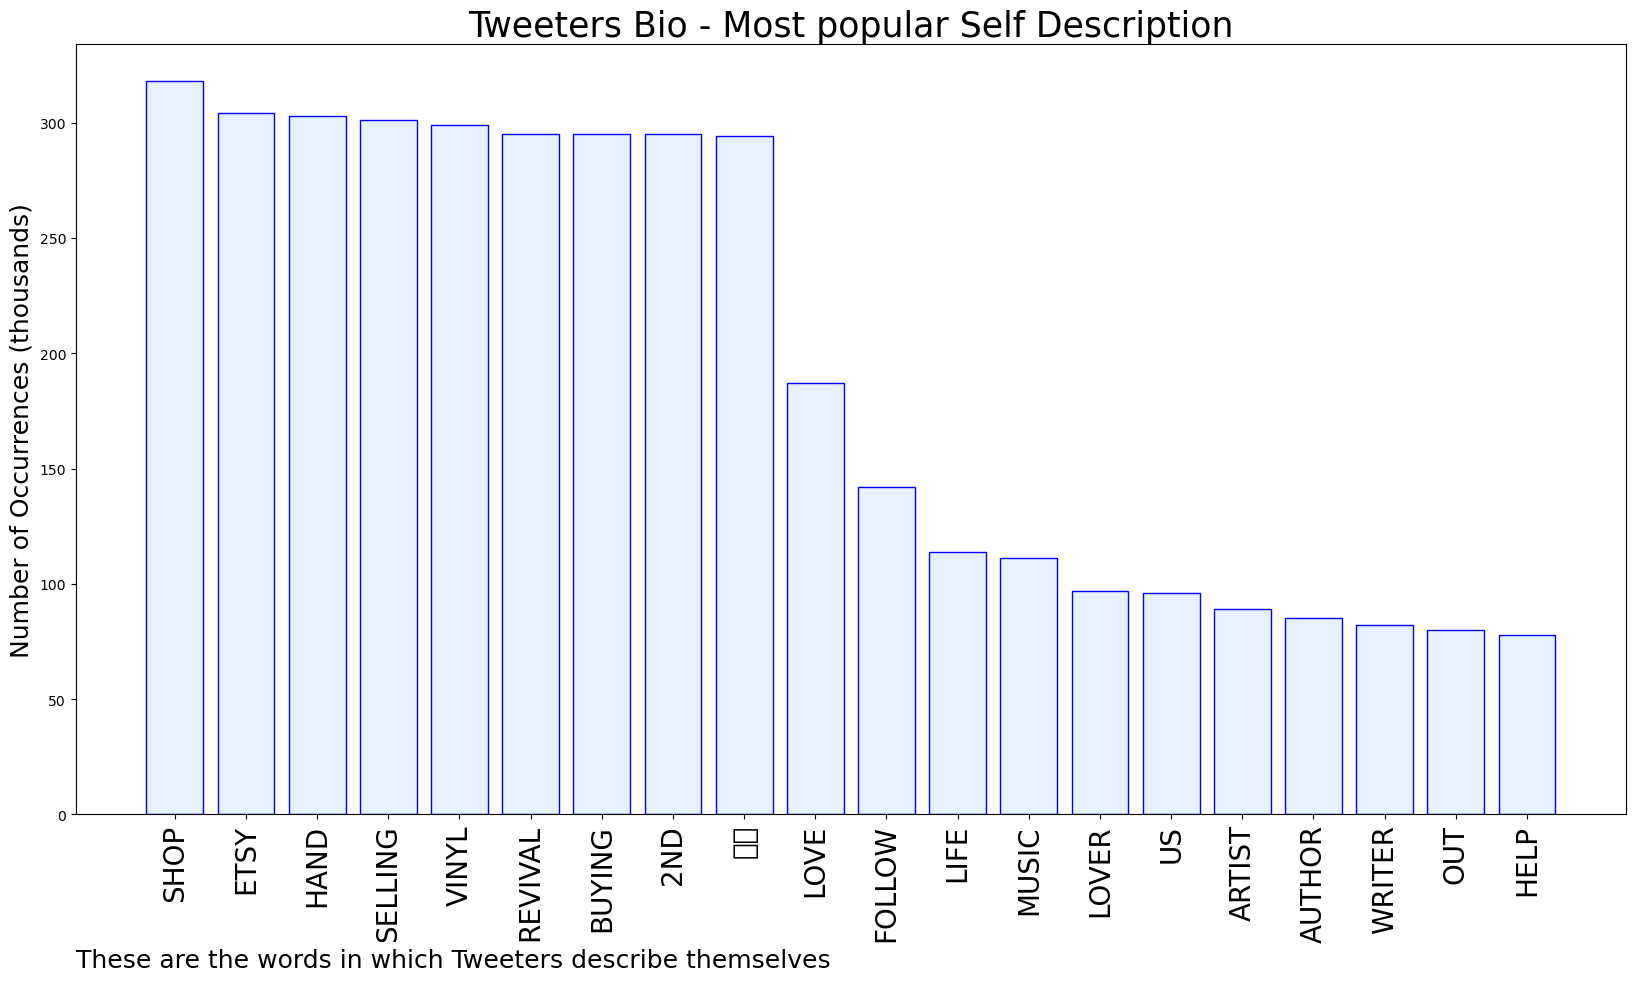 Tweeters Bio - Most popular Self Description
Number of Occurrences (thousands)
300
250
200
150
100
50
0
SHOP
ETSY
HAND
SELLING
VINYL
REVIVAL
BUYING
2ND
LOVE
FOLLOW
LIFE
MUSIC
LOVER
US
ARTIST
AUTHOR
WRITER
OUT
HELP
These are the words in which Tweeters describe themselves